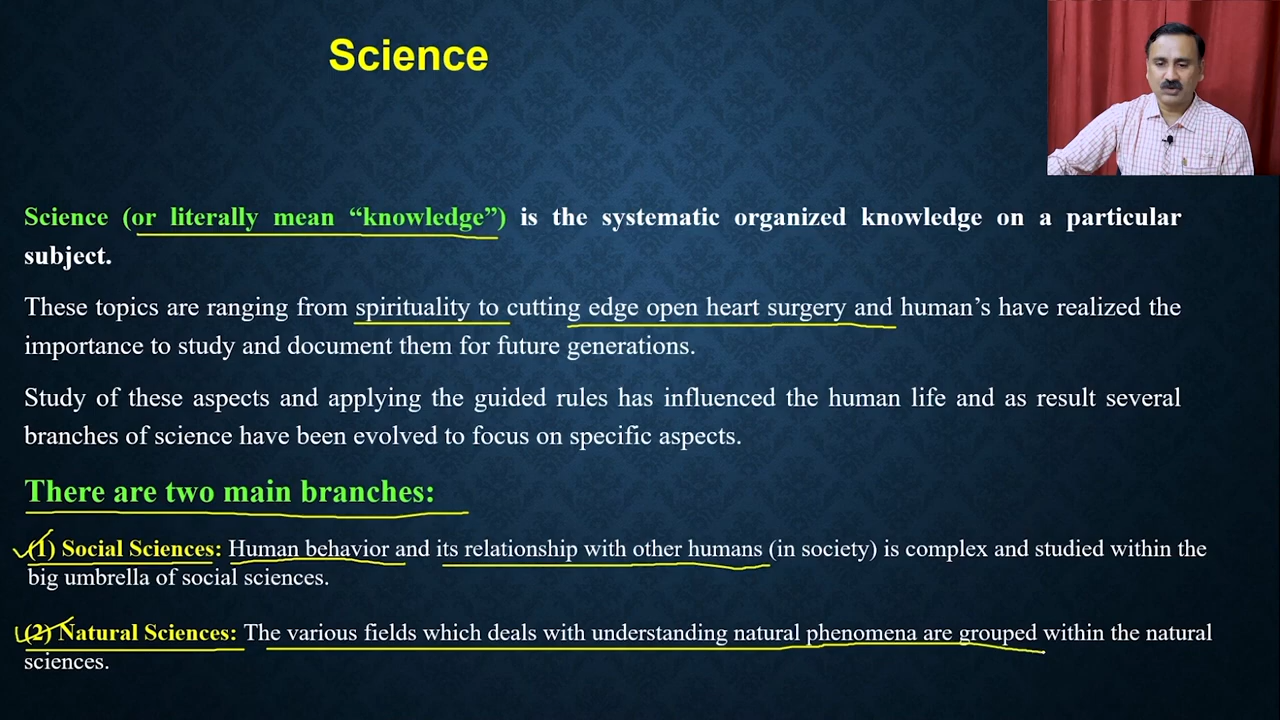 Science
Science (or literally mean “knowledge”) is the systematic organized knowledge on a particular
subject.
These topics are ranging from spirituality to cutting edge open heart surgery and human’s have realized the
importance to study and document them for future generations.
Study of these aspects and applying the guided rules has influenced the human life and as result several
branches of science have been evolved to focus on specific aspects.
There are two main branches:
(1) Social Sciences: Human behavior and its relationship with other humans (in society) is complex and studied within the
big umbrella of social sciences.
(2) Natural Sciences: The various fields which deals with understanding natural phenomena are grouped within the natural
sciences.